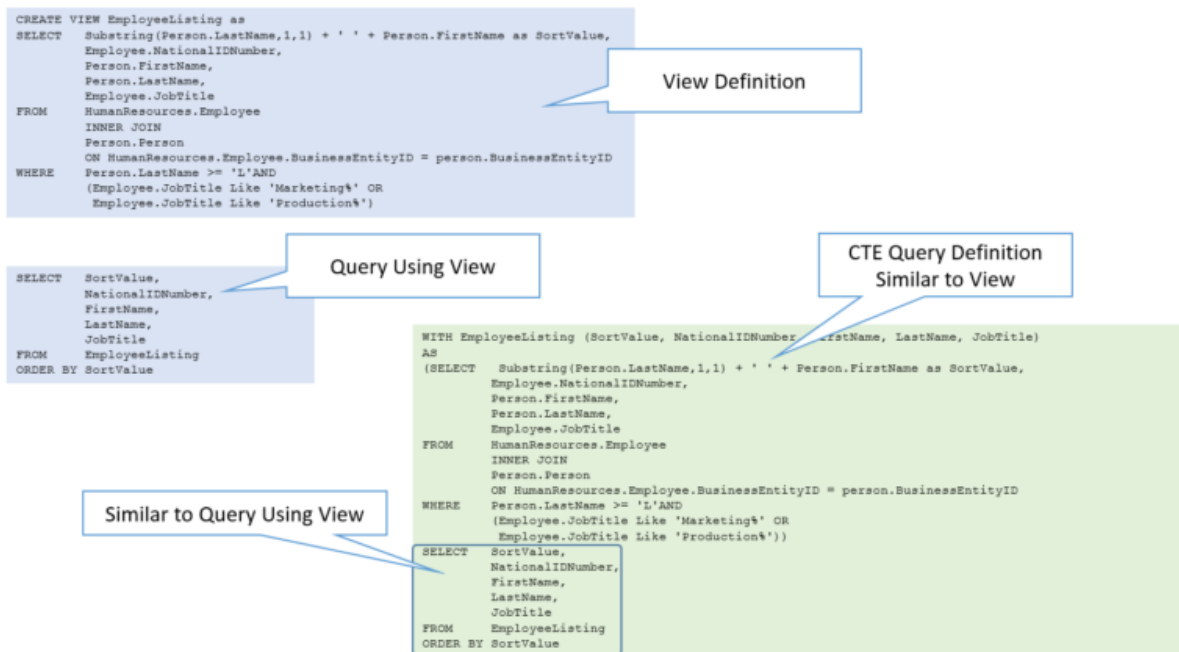 CREATE VIEW EmployeeListing as
SELECT Substring(Person.LastName,1,1) + ' ' + Person.FirstName as SortValue,
Employee.NationalIDNumber,
Person.FirstName,
Person.LastName,
Employee.JobTitle
FROM HumanResources.Employee
INNER JOIN
Person.Person
ON HumanResources.Employee.BusinessEntityID = person.BusinessEntityID
WHERE Person.LastName >= 'L'AND
(Employee.JobTitle Like 'Marketing%' OR
Employee.JobTitle Like 'Production%')
View Definition
SELECT SortValue,
NationalIDNumber,
FirstName,
LastName,
JobTitle
FROM EmployeeListing
ORDER BY SortValue
Query Using View
CTE Query Definition
Similar to View
WITH EmployeeListing (SortValue, NationalIDNumber, FirstName, LastName, JobTitle)
AS
(SELECT Substring(Person.LastName,1,1) + ' ' + Person.FirstName as SortValue,
Employee.NationalIDNumber,
Person.FirstName,
Person.LastName,
Employee.JobTitle
FROM HumanResources.Employee
INNER JOIN
Person.Person
ON HumanResources.Employee.BusinessEntityID = person.BusinessEntityID
WHERE Person.LastName >= 'L'AND
(Employee.JobTitle Like 'Marketing%' OR
Employee.JobTitle Like 'Production%'))
SELECT SortValue,
NationalIDNumber,
FirstName,
LastName,
JobTitle
FROM EmployeeListing
ORDER BY SortValue
Similar to Query Using View